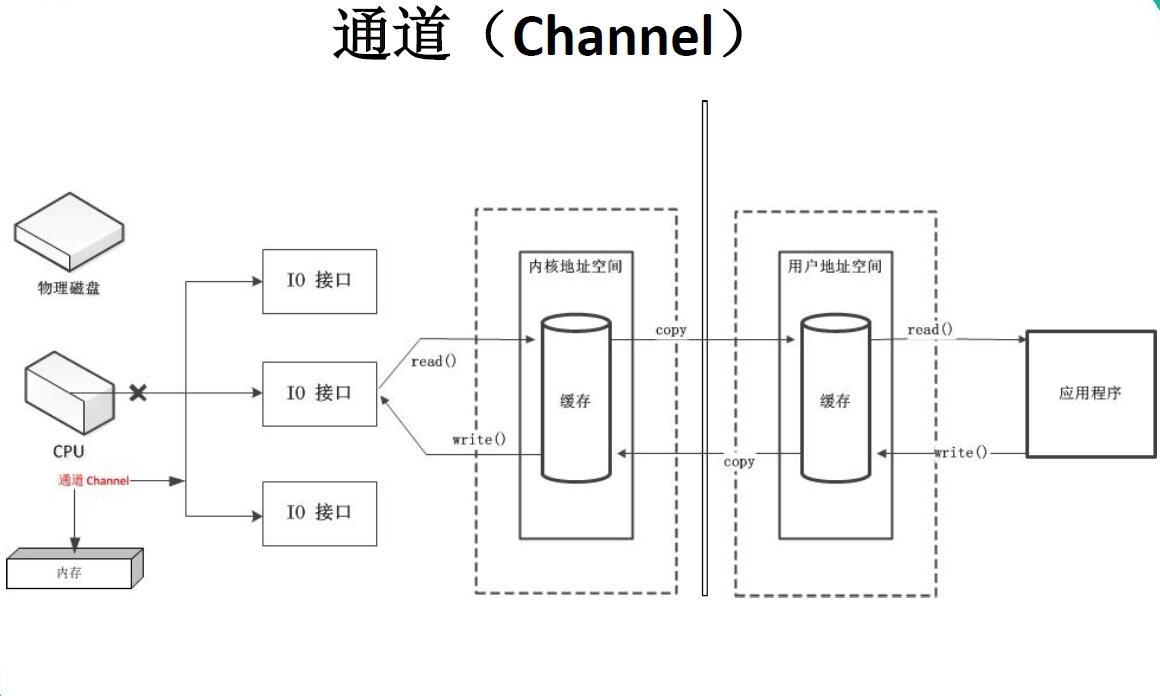 通道（Channel）
物理磁盘
CPU
通道 Channel
内存
IO 接口
IO 接口
IO 接口
read()
write()
内核地址空间
缓存
copy
copy
用户地址空间
缓存
read()
write()
应用程序